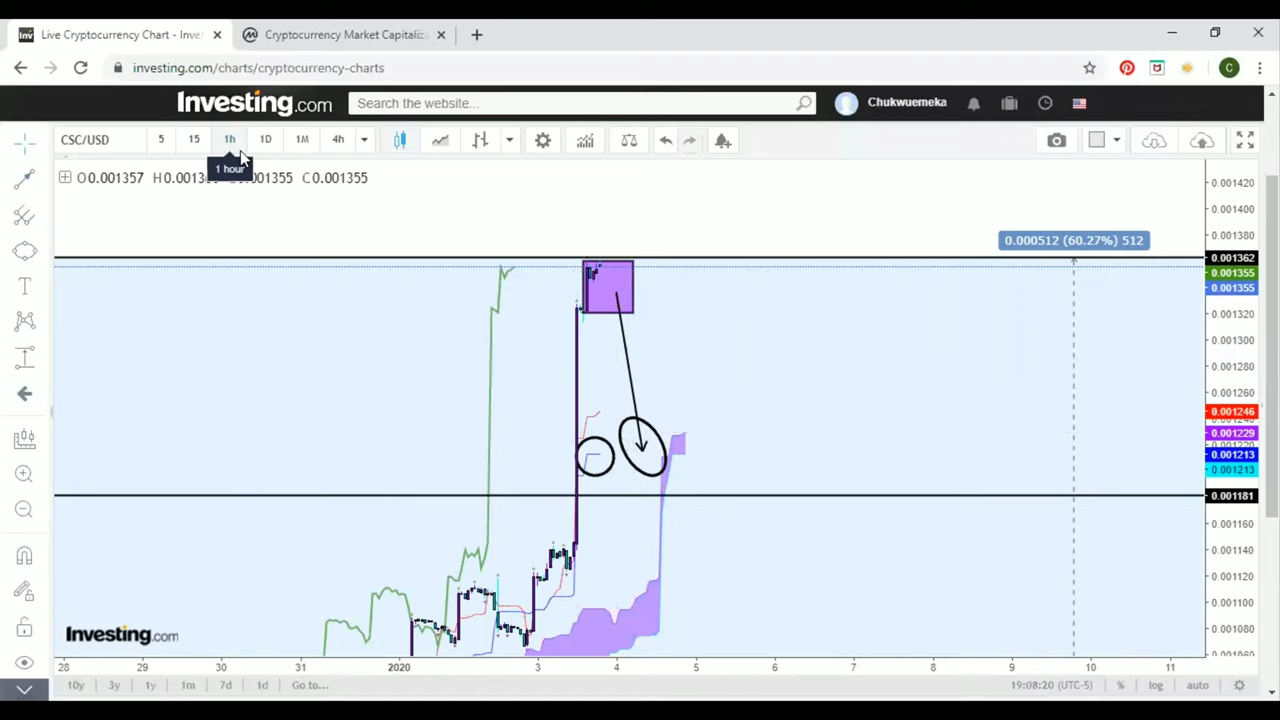 Live Cryptocurrency Chart - Inve
Cryptocurrency Market Capitaliza
investing.com/charts/cryptocurrency-charts
C
Investing.com
Search the website...
Chukwuemeka
CSC/USD 5 15 1h 1D 1M 4h
1 hour
O0.001357 H0.0013 001355 C0.001355
0.001420
0.001400
0.001380
0.000512 (60.27%) 512
0.001362
0.001355
0.001355
0.001320
0.001300
0.001280
0.001260
0.001246
0.001229
0.001213
0.001213
0.001181
0.001160
0.001140
0.001120
0.001100
0.001080
0.001060
Investing.com
28 29 30 31 2020 3 4 5 6 7 8 9 10 11
10y 3y 1y 1m 7d 1d Go to... 19:08:20 (UTC-5) % log auto